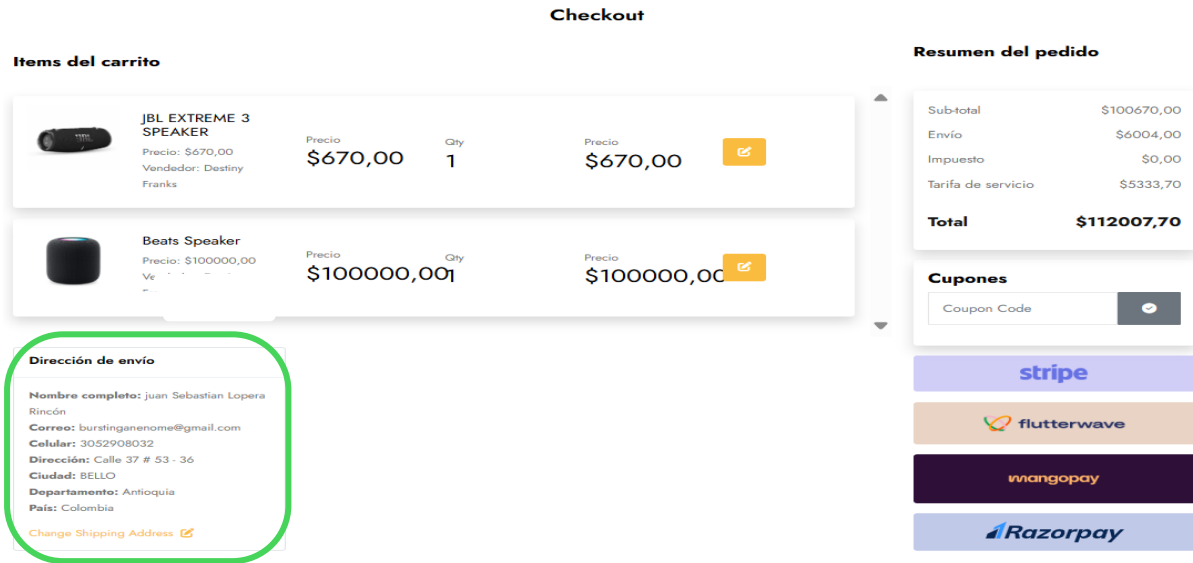 Checkout
Items del carrito
JBL EXTREME 3
SPEAKER
Precio: $670,00
Vendedor: Destiny
Franks
Precio
$670,00
Qty
1
Precio
$670,00
Beats Speaker
Precio: $100000,00
Precio
$100000,00
Qty
1
Precio
$100000,00
Dirección de envío
Nombre completo: juan Sebastian Lopera
Rincón
Correo: burstinganenome@gmail.com
Celular: 3052908032
Dirección: Calle 37 # 53 - 36
Ciudad: BELLO
Departamento: Antioquia
País: Colombia
Change Shipping Address
Resumen del pedido
Sub-total $100670,00
Envío $6004,00
Impuesto $0,00
Tarifa de servicio $5333,70
Total $112007,70
Cupones
Coupon Code
stripe
flutterwave
mangopay
Razorpay